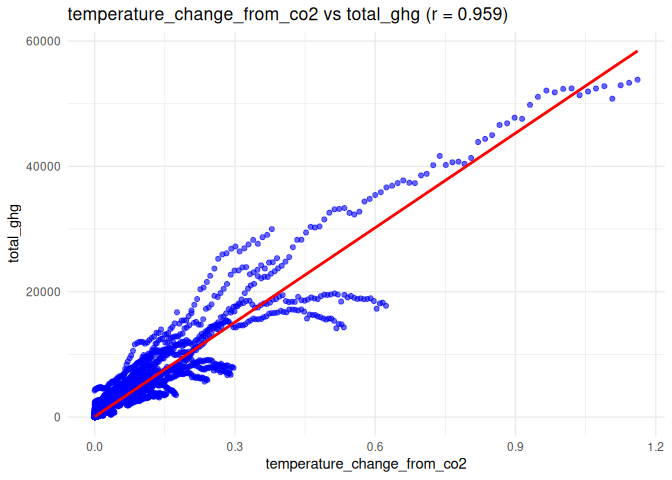 temperature_change_from_co2 vs total_ghg (r = 0.959)
60000
40000
20000
0
total_ghg
0.0 0.3 0.6 0.9 1.2
temperature_change_from_co2